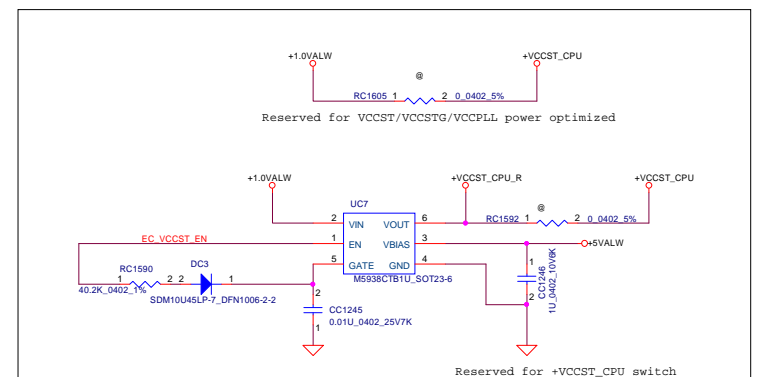 +1.0VALW +VCCST_CPU
@
RC1605 1 2 0_0402_5%
Reserved for VCCST/VCCSTG/VCCPLL power optimized
+1.0VALW +VCCST_CPU_R +VCCST_CPU
UC7
@
2 VIN VOUT 6 RC1592 1 2 0_0402_5%
EC_VCCST_EN 1 EN VBIAS 3 +5VALW
RC1590 DC3 5 GATE GND 4
2 2 1
40.2K_0402_1%
M5938CTB1U_SOT23-6
SDM10U45LP-7_DFN1006-2-2
1
CC1246
1U_0402_10V6K
2
2
CC1245
0.01U_0402_25V7K
1
Reserved for +VCCST_CPU switch